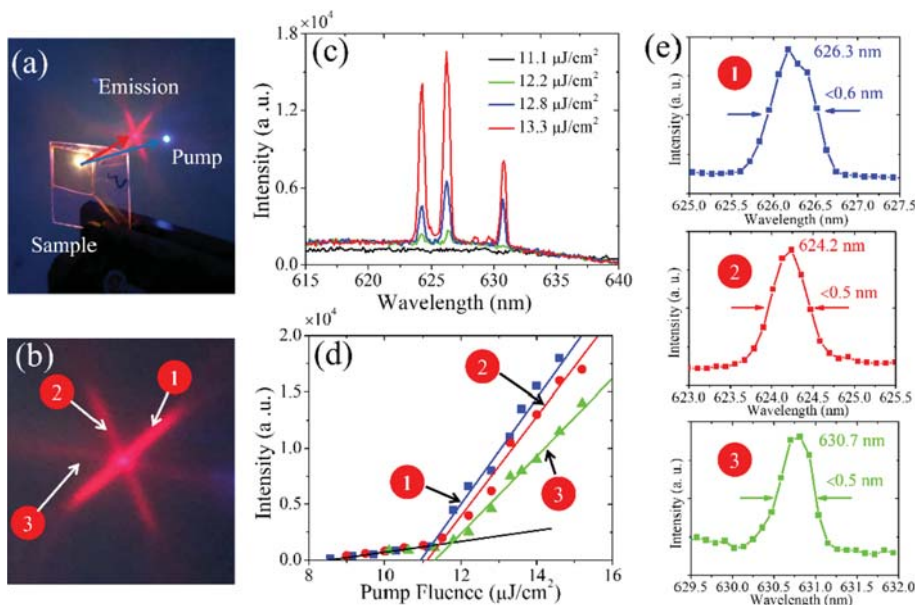 (a)
Emission
Pump
Sample
(b)
1
2
3
(c)
×10⁴
1.8
1.2
0.6
0.0
Intensity (a .u.)
11.1 µJ/cm²
12.2 µJ/cm²
12.8 µJ/cm²
13.3 µJ/cm²
615 620 625 630 635 640
Wavelength (nm)
(d)
×10⁴
2.0
1.5
1.0
0.5
0.0
Intensity (a .u.)
1
2
3
8 10 12 14 16
Pump Fluence (µJ/cm²)
(e)
1
626.3 nm
<0,6 nm
Intensity (a. u.)
625.0 625.5 626.0 626.5 627.0 627.5
Wavelength (nm)
2
624.2 nm
<0.5 nm
Intensity (a. u.)
623.0 623.5 624.0 624.5 625.0 625.5
Wavelength (nm)
3
630.7 nm
<0.5 nm
Intensity (a. u.)
629.5 630.0 630.5 631.0 631.5 632.0
Wavelength (nm)